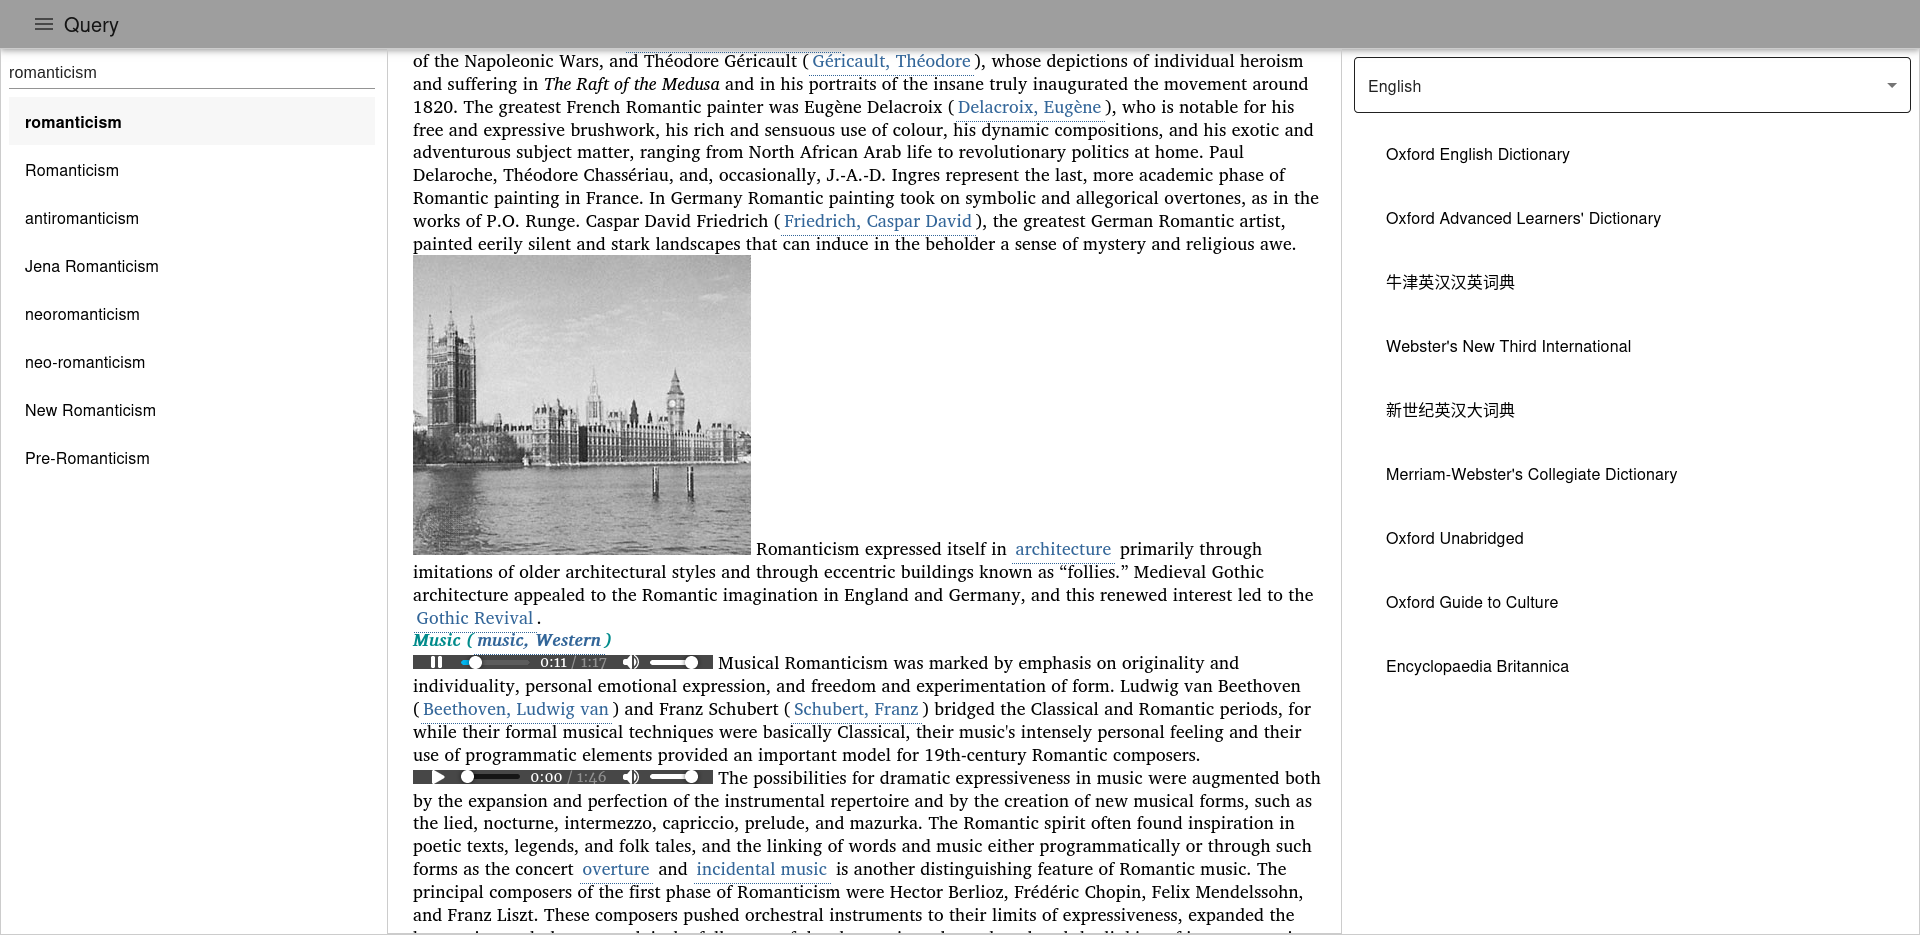 Query
romanticism
romanticism
Romanticism
antiromanticism
Jena Romanticism
neoromanticism
neo-romanticism
New Romanticism
Pre-Romanticism
of the Napoleonic Wars, and Théodore Géricault ( Géricault, Théodore ), whose depictions of individual heroism
and suffering in The Raft of the Medusa and in his portraits of the insane truly inaugurated the movement around
1820. The greatest French Romantic painter was Eugène Delacroix ( Delacroix, Eugène ), who is notable for his
free and expressive brushwork, his rich and sensuous use of colour, his dynamic compositions, and his exotic and
adventurous subject matter, ranging from North African Arab life to revolutionary politics at home. Paul
Delaroche, Théodore Chassériau, and, occasionally, J.-A.-D. Ingres represent the last, more academic phase of
Romantic painting in France. In Germany Romantic painting took on symbolic and allegorical overtones, as in the
works of P.O. Runge. Caspar David Friedrich ( Friedrich, Caspar David ), the greatest German Romantic artist,
painted eerily silent and stark landscapes that can induce in the beholder a sense of mystery and religious awe.
Romanticism expressed itself in architecture primarily through
imitations of older architectural styles and through eccentric buildings known as “follies.” Medieval Gothic
architecture appealed to the Romantic imagination in England and Germany, and this renewed interest led to the
Gothic Revival .
Music ( music, Western )
0:11 / 1:17 Musical Romanticism was marked by emphasis on originality and
individuality, personal emotional expression, and freedom and experimentation of form. Ludwig van Beethoven
( Beethoven, Ludwig van ) and Franz Schubert ( Schubert, Franz ) bridged the Classical and Romantic periods, for
while their formal musical techniques were basically Classical, their music's intensely personal feeling and their
use of programmatic elements provided an important model for 19th-century Romantic composers.
0:00 / 1:46 The possibilities for dramatic expressiveness in music were augmented both
by the expansion and perfection of the instrumental repertoire and by the creation of new musical forms, such as
the lied, nocturne, intermezzo, capriccio, prelude, and mazurka. The Romantic spirit often found inspiration in
poetic texts, legends, and folk tales, and the linking of words and music either programmatically or through such
forms as the concert overture and incidental music is another distinguishing feature of Romantic music. The
principal composers of the first phase of Romanticism were Hector Berlioz, Frédéric Chopin, Felix Mendelssohn,
and Franz Liszt. These composers pushed orchestral instruments to their limits of expressiveness, expanded the
English
Oxford English Dictionary
Oxford Advanced Learners' Dictionary
牛津英汉汉英词典
Webster's New Third International
新世纪英汉大词典
Merriam-Webster's Collegiate Dictionary
Oxford Unabridged
Oxford Guide to Culture
Encyclopaedia Britannica